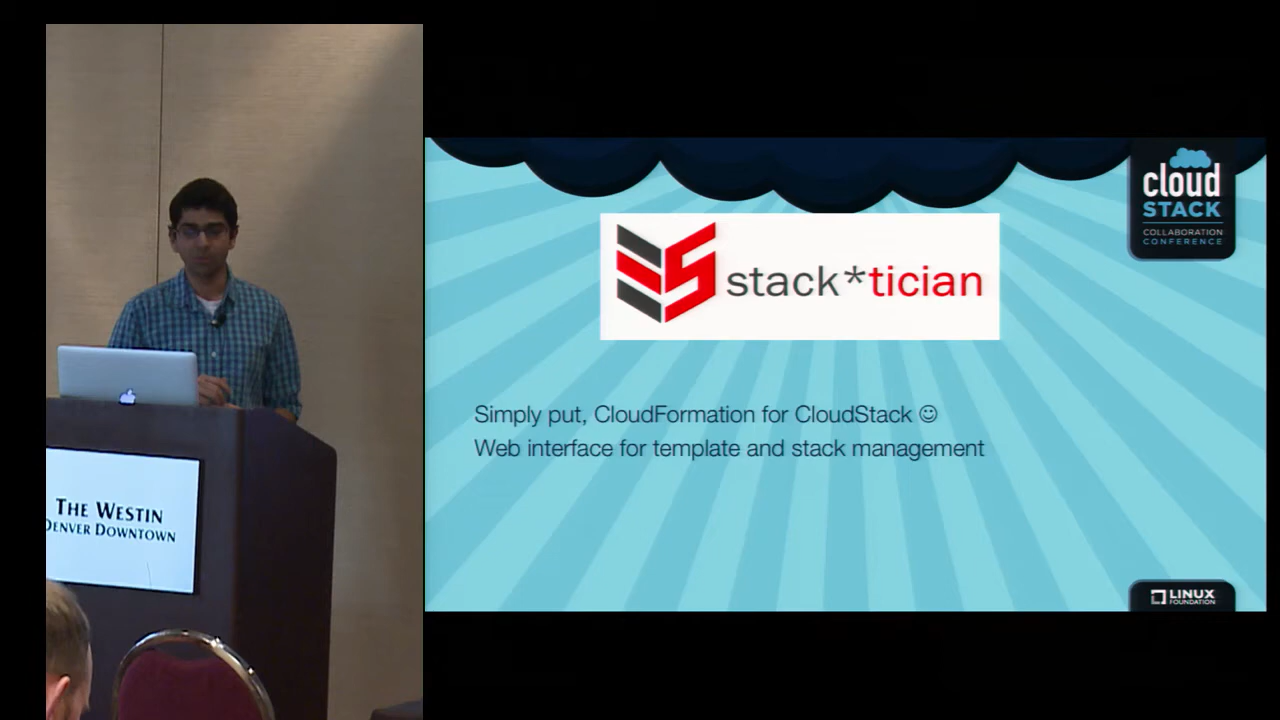 THE WESTIN
DENVER DOWNTOWN
cloud
STACK
COLLABORATION
CONFERENCE
stack*tician
Simply put, CloudFormation for CloudStack ☺
Web interface for template and stack management
LINUX
FOUNDATION